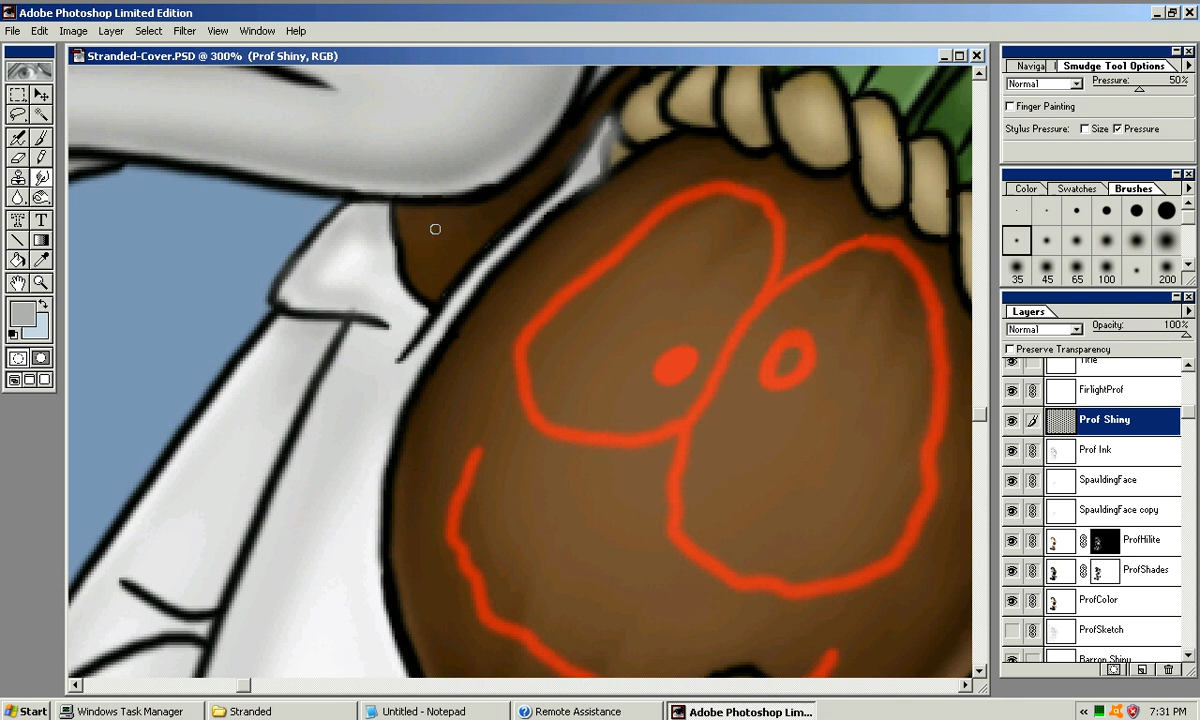 Adobe Photoshop Limited Edition
File Edit Image Layer Select Filter View Window Help
Stranded-Cover.PSD @ 300% (Prof Shiny, RGB)
Naviga Smudge Tool Options
Normal Pressure: 50%
Finger Painting
Stylus Pressure: Size Pressure
Color Swatches Brushes
35 45 65 100 200
Layers
Normal Opacity: 100%
Preserve Transparency
Title
FirlightProf
Prof Shiny
Prof Ink
SpauldingFace
SpauldingFace copy
ProfHilite
ProfShades
ProfColor
ProfSketch
Barron Shiny
Start Windows Task Manager Stranded Untitled - Notepad Remote Assistance Adobe Photoshop Lim... 7:31 PM